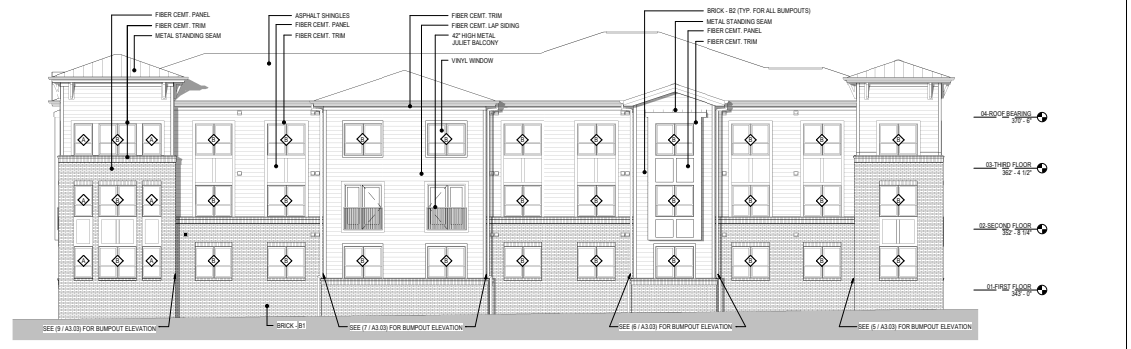 FIBER CEMT. PANEL
FIBER CEMT. TRIM
METAL STANDING SEAM
ASPHALT SHINGLES
FIBER CEMT. PANEL
FIBER CEMT. TRIM
FIBER CEMT. TRIM
FIBER CEMT. LAP SIDING
42" HIGH METAL
JULIET BALCONY
VINYL WINDOW
BRICK - B2 (TYP. FOR ALL BUMPOUTS)
METAL STANDING SEAM
FIBER CEMT. PANEL
FIBER CEMT. TRIM
04-ROOF BEARING
370' - 6"
A B A B B B B B B B B B
03-THIRD FLOOR
362' - 4 1/2"
A B A B B B B B B B B
02-SECOND FLOOR
352' - 8 1/4"
A B A B B B B B B B B B B
01-FIRST FLOOR
343' - 0"
SEE (9 / A3.03) FOR BUMPOUT ELEVATION
BRICK - B1
SEE (7 / A3.03) FOR BUMPOUT ELEVATION
SEE (6 / A3.03) FOR BUMPOUT ELEVATION
SEE (5 / A3.03) FOR BUMPOUT ELEVATION